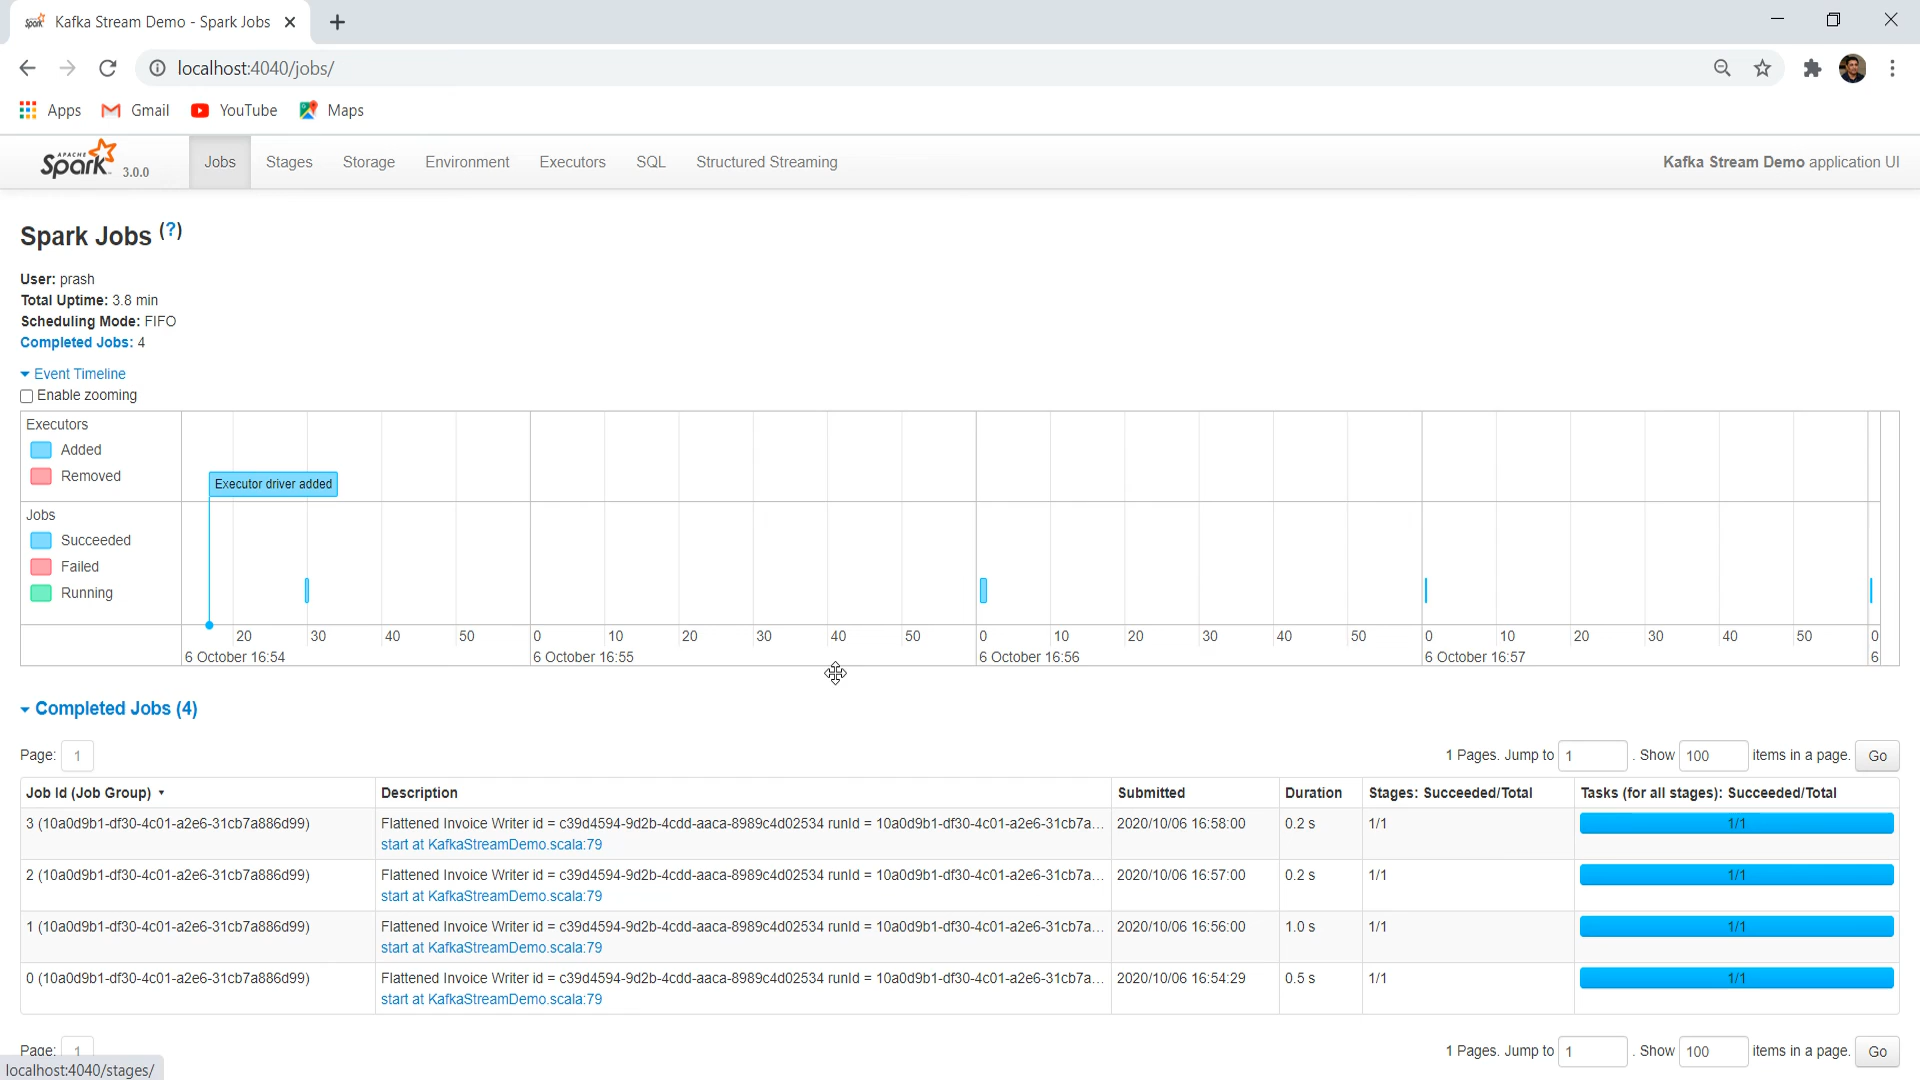 Kafka Stream Demo - Spark Jobs
localhost:4040/jobs/
Apps Gmail YouTube Maps
APACHE Spark 3.0.0 Jobs Stages Storage Environment Executors SQL Structured Streaming Kafka Stream Demo application UI
Spark Jobs (?)
User: prash
Total Uptime: 3.8 min
Scheduling Mode: FIFO
Completed Jobs: 4
Event Timeline
Enable zooming
Executors
Added
Removed
Executor driver added
Jobs
Succeeded
Failed
Running
20 30 40 50 0 10 20 30 40 50 0 10 20 30 40 50 0 10 20 30 40 50 0
6 October 16:54 6 October 16:55 6 October 16:56 6 October 16:57 6
Completed Jobs (4)
Page: 1 1 Pages. Jump to 1 . Show 100 items in a page. Go
Job Id (Job Group) Description Submitted Duration Stages: Succeeded/Total Tasks (for all stages): Succeeded/Total
3 (10a0d9b1-df30-4c01-a2e6-31cb7a886d99) Flattened Invoice Writer id = c39d4594-9d2b-4cdd-aaca-8989c4d02534 runId = 10a0d9b1-df30-4c01-a2e6-31cb7a... 2020/10/06 16:58:00 0.2 s 1/1 1/1
start at KafkaStreamDemo.scala:79
2 (10a0d9b1-df30-4c01-a2e6-31cb7a886d99) Flattened Invoice Writer id = c39d4594-9d2b-4cdd-aaca-8989c4d02534 runId = 10a0d9b1-df30-4c01-a2e6-31cb7a... 2020/10/06 16:57:00 0.2 s 1/1 1/1
start at KafkaStreamDemo.scala:79
1 (10a0d9b1-df30-4c01-a2e6-31cb7a886d99) Flattened Invoice Writer id = c39d4594-9d2b-4cdd-aaca-8989c4d02534 runId = 10a0d9b1-df30-4c01-a2e6-31cb7a... 2020/10/06 16:56:00 1.0 s 1/1 1/1
start at KafkaStreamDemo.scala:79
0 (10a0d9b1-df30-4c01-a2e6-31cb7a886d99) Flattened Invoice Writer id = c39d4594-9d2b-4cdd-aaca-8989c4d02534 runId = 10a0d9b1-df30-4c01-a2e6-31cb7a... 2020/10/06 16:54:29 0.5 s 1/1 1/1
start at KafkaStreamDemo.scala:79
Page: 1 1 Pages. Jump to 1 . Show 100 items in a page. Go
localhost:4040/stages/